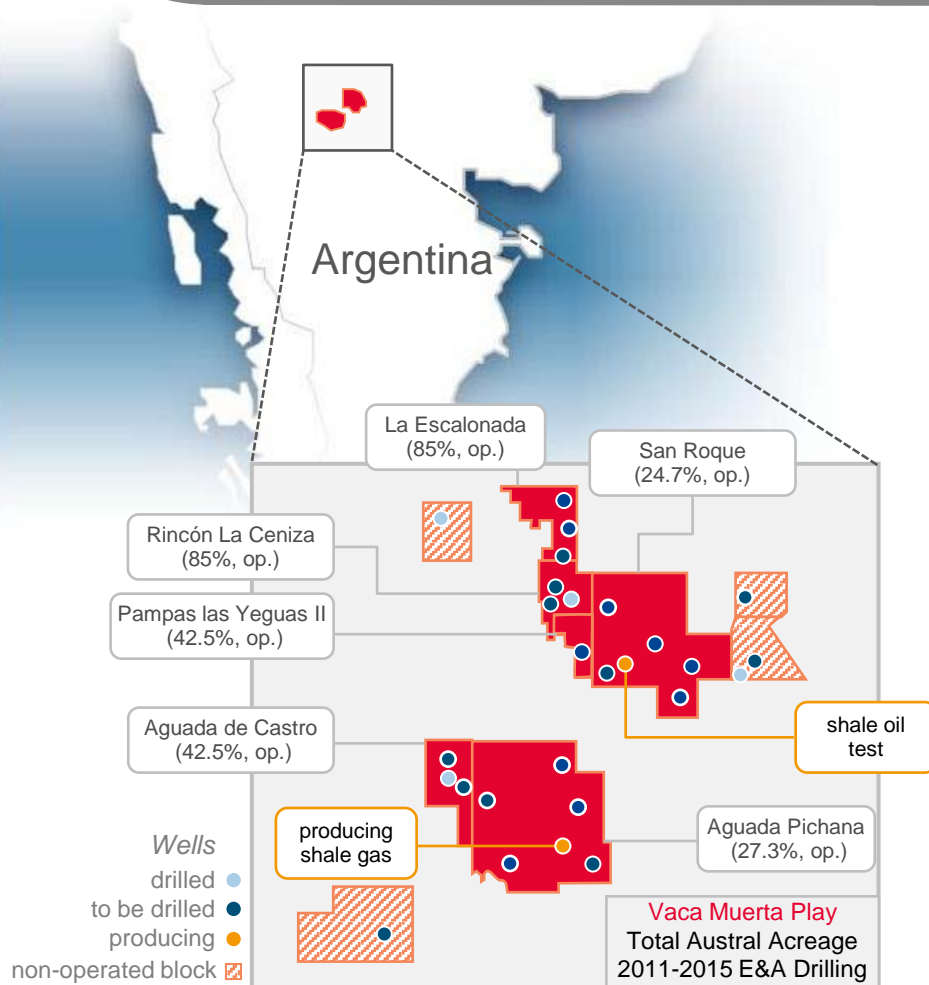 Argentina
La Escalonada
(85%, op.)
San Roque
(24.7%, op.)
Rincón La Ceniza
(85%, op.)
Pampas las Yeguas II
(42.5%, op.)
Aguada de Castro
(42.5%, op.)
shale oil
test
producing
shale gas
Aguada Pichana
(27.3%, op.)
Wells
drilled
to be drilled
producing
non-operated block
Vaca Muerta Play
Total Austral Acreage
2011-2015 E&A Drilling